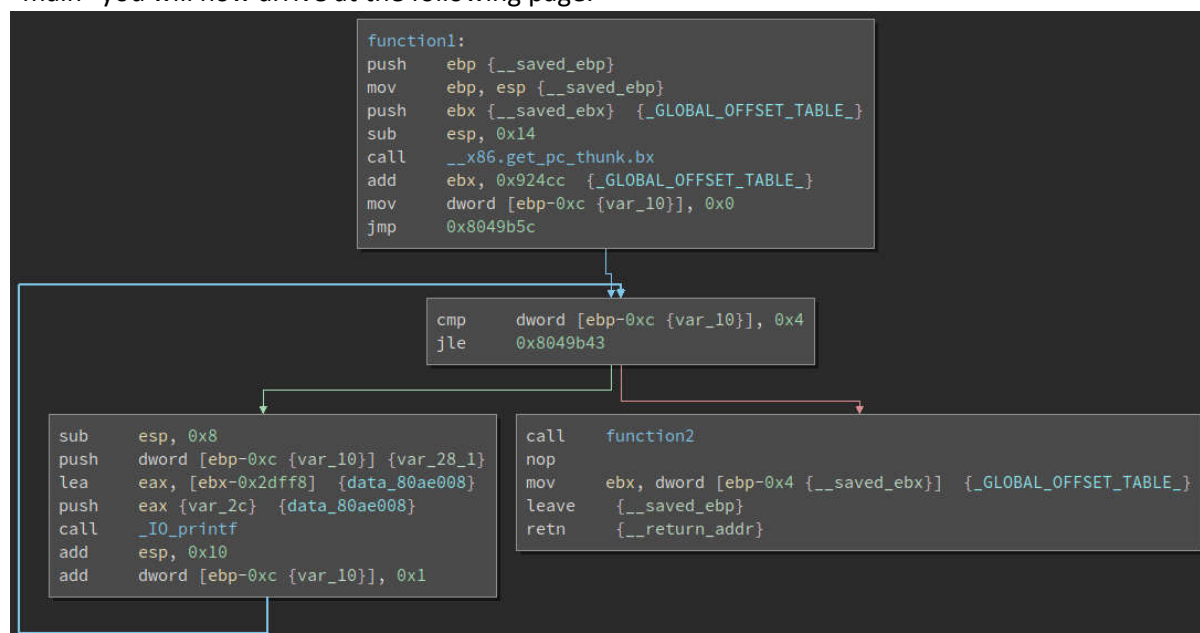 "main" you will now arrive at the following page:
function1:
push ebp {__saved_ebp}
mov ebp, esp {__saved_ebp}
push ebx {__saved_ebx} {_GLOBAL_OFFSET_TABLE_}
sub esp, 0x14
call __x86.get_pc_thunk.bx
add ebx, 0x924cc {_GLOBAL_OFFSET_TABLE_}
mov dword [ebp-0xc {var_10}], 0x0
jmp 0x8049b5c
cmp dword [ebp-0xc {var_10}], 0x4
jle 0x8049b43
sub esp, 0x8
push dword [ebp-0xc {var_10}] {var_28_1}
lea eax, [ebx-0x2dff8] {data_80ae008}
push eax {var_2c} {data_80ae008}
call _IO_printf
add esp, 0x10
add dword [ebp-0xc {var_10}], 0x1
call function2
nop
mov ebx, dword [ebp-0x4 {__saved_ebx}] {_GLOBAL_OFFSET_TABLE_}
leave {__saved_ebp}
retn {__return_addr}